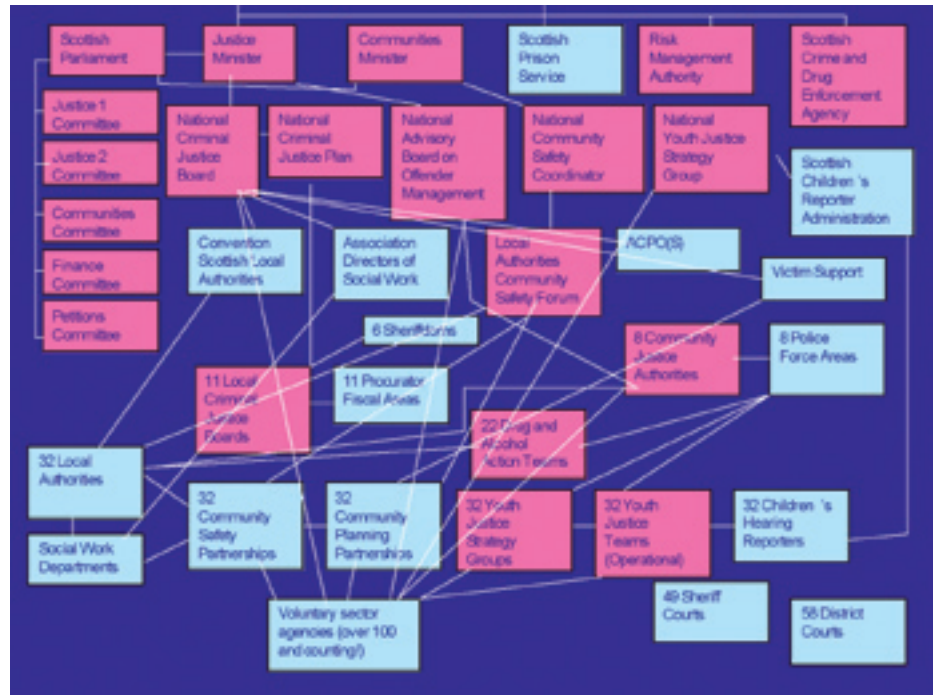 Scottish
Parliament
Justice
Minister
Communities
Minister
Scottish
Prison
Service
Risk
Management
Authority
Scottish
Crime and
Drug
Enforcement
Agency
Justice 1
Committee
Justice 2
Committee
Communities
Committee
Finance
Committee
Petitions
Committee
National
Criminal
Justice
Board
National
Criminal
Justice Plan
National
Advisory
Board on
Offender
Management
National
Community
Safety
Coordinator
National
Youth Justice
Strategy
Group
Scottish
Children 's
Reporter
Administration
Convention
Scottish Local
Authorities
Association
Directors of
Social Work
Local
Authorities
Community
Safety Forum
ACPO(S)
Victim Support
6 Sheriffdoms
8 Community
Justice
Authorities
8 Police
Force Areas
11 Local
Criminal
Justice
Boards
11 Procurator
Fiscal Areas
22 Drug and
Alcohol
Action Teams
32 Local
Authorities
32
Community
Safety
Partnerships
32
Community
Planning
Partnerships
32 Youth
Justice
Strategy
Groups
32 Youth
Justice
Teams
(Operational)
32 Children 's
Hearing
Reporters
Social Work
Departments
Voluntary sector
agencies (over 100
and counting!)
49 Sheriff
Courts
58 District
Courts